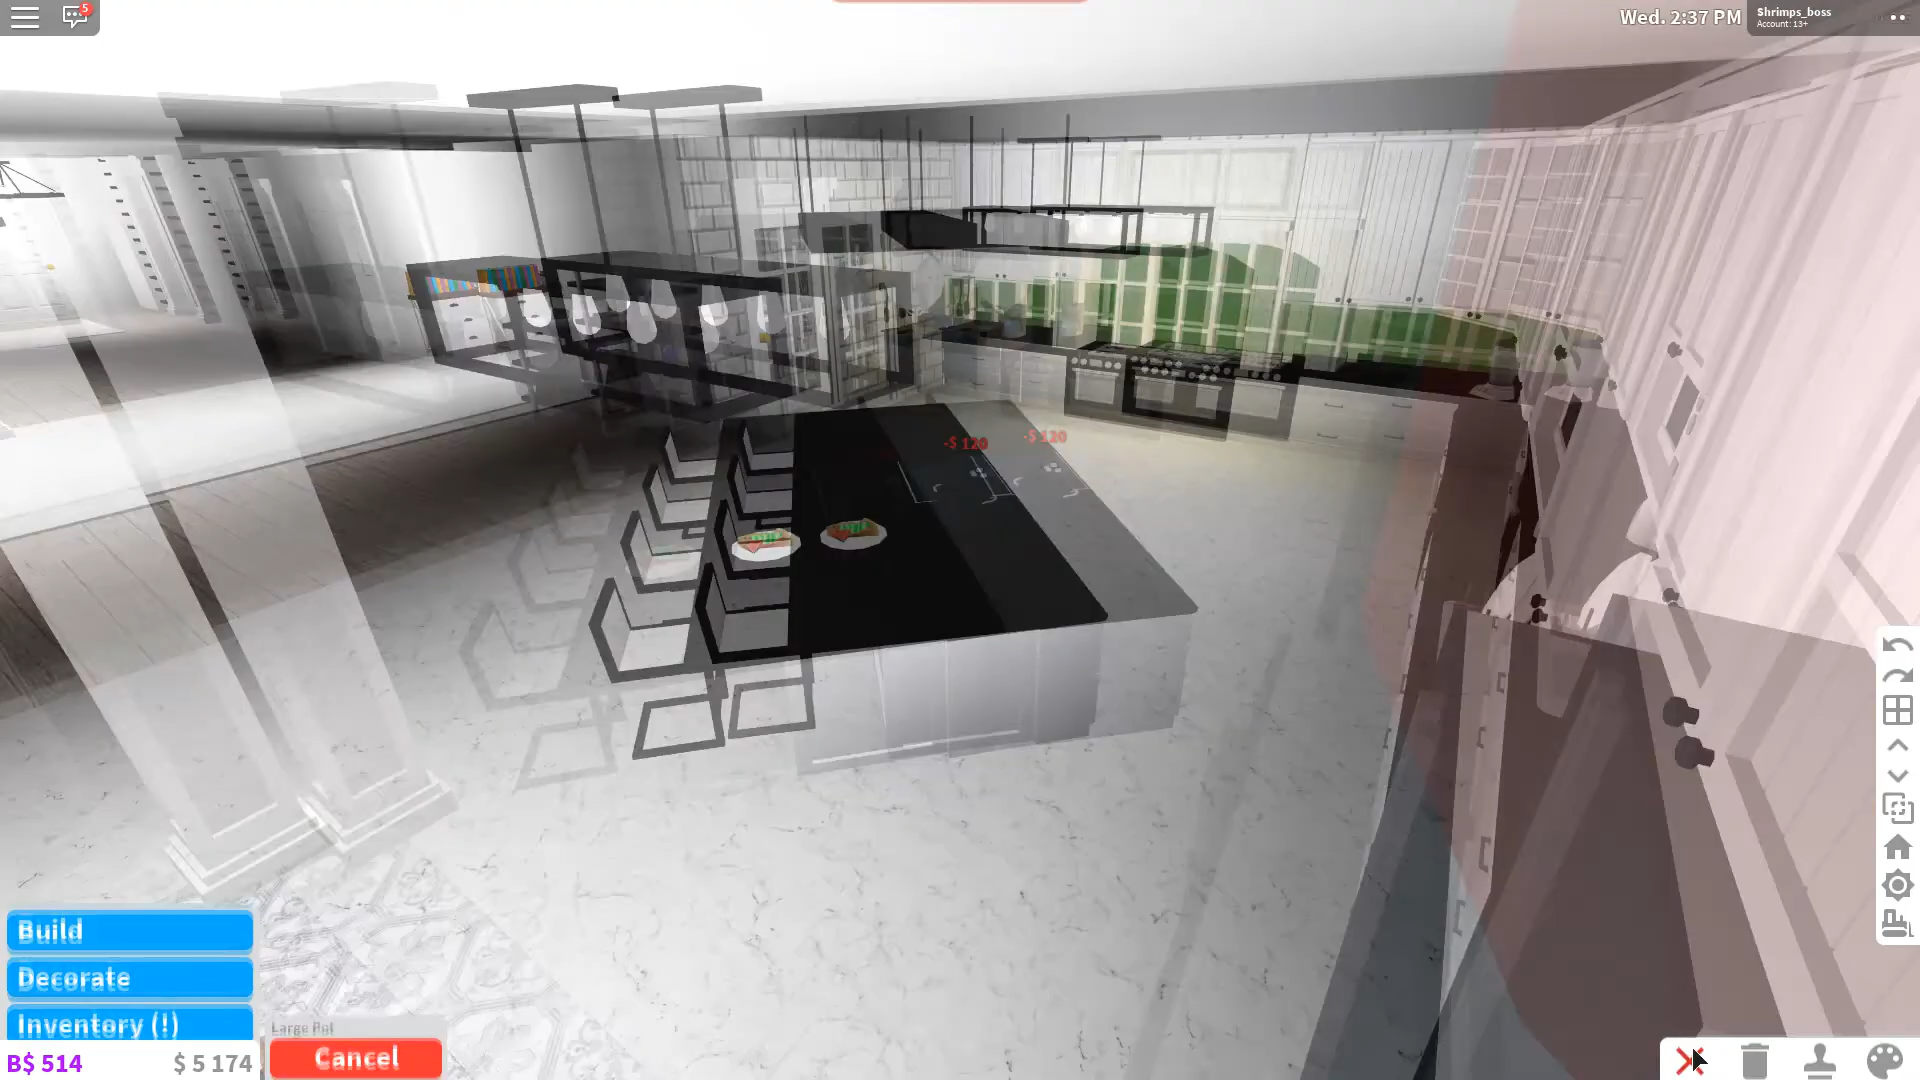 5
Wed. 2:37 PM
Shrimps_boss
Account: 13+
-$ 120
-$ 120
Build
Decorate
Inventory (!)
Large Pot
B$ 514
$ 5 174
Cancel